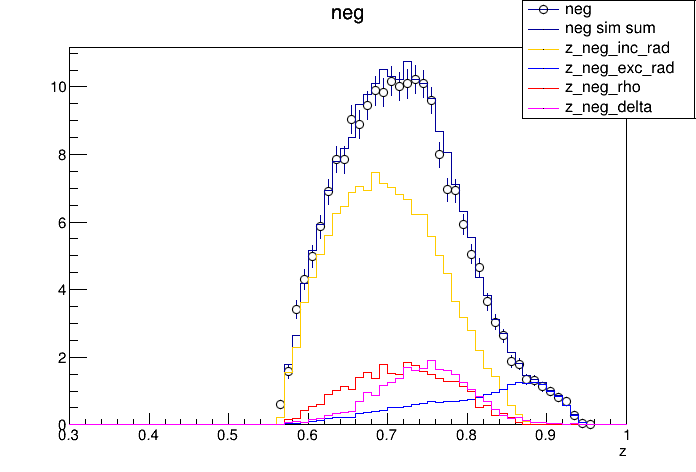 neg
neg
neg sim sum
z_neg_inc_rad
z_neg_exc_rad
z_neg_rho
z_neg_delta
10
8
6
4
2
0
0.3 0.4 0.5 0.6 0.7 0.8 0.9 1
z